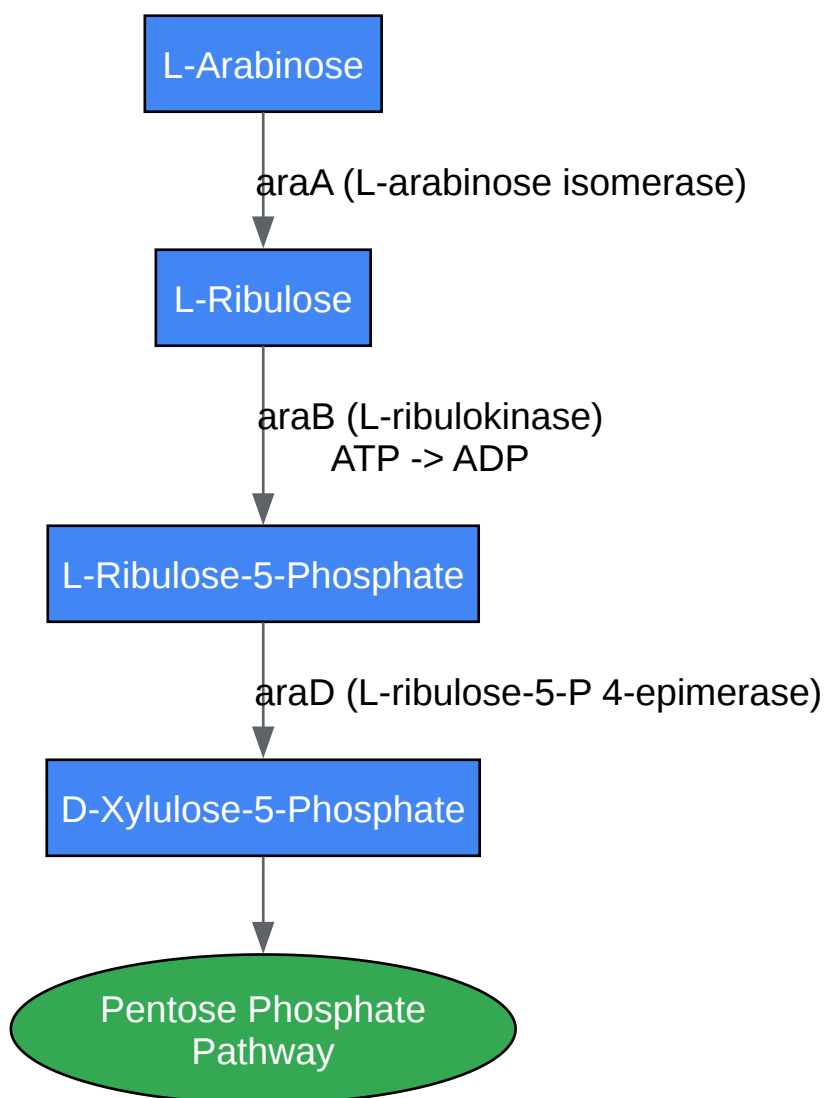 L-Arabinose
araA (L-arabinose isomerase)
L-Ribulose
araB (L-ribulokinase)
ATP -> ADP
L-Ribulose-5-Phosphate
araD (L-ribulose-5-P 4-epimerase)
D-Xylulose-5-Phosphate
Pentose Phosphate
Pathway